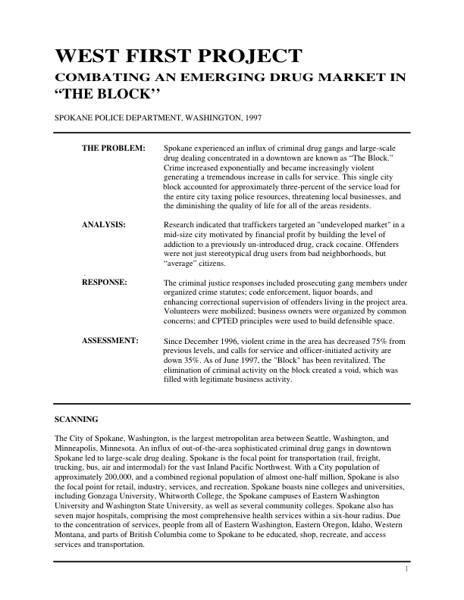 WEST FIRST PROJECT
COMBATING AN EMERGING DRUG MARKET IN
“THE BLOCK’’
SPOKANE POLICE DEPARTMENT, WASHINGTON, 1997
THE PROBLEM: Spokane experienced an influx of criminal drug gangs and large-scale
drug dealing concentrated in a downtown are known as “The Block.”
Crime increased exponentially and became increasingly violent
generating a tremendous increase in calls for service. This single city
block accounted for approximately three-percent of the service load for
the entire city taxing police resources, threatening local businesses, and
the diminishing the quality of life for all of the areas residents.
ANALYSIS: Research indicated that traffickers targeted an "undeveloped market" in a
mid-size city motivated by financial profit by building the level of
addiction to a previously un-introduced drug, crack cocaine. Offenders
were not just stereotypical drug users from bad neighborhoods, but
“average” citizens.
RESPONSE: The criminal justice responses included prosecuting gang members under
organized crime statutes; code enforcement, liquor boards, and
enhancing correctional supervision of offenders living in the project area.
Volunteers were mobilized; business owners were organized by common
concerns; and CPTED principles were used to build defensible space.
ASSESSMENT: Since December 1996, violent crime in the area has decreased 75% from
previous levels, and calls for service and officer-initiated activity are
down 35%. As of June 1997, the "Block" has been revitalized. The
elimination of criminal activity on the block created a void, which was
filled with legitimate business activity.
SCANNING
The City of Spokane, Washington, is the largest metropolitan area between Seattle, Washington, and
Minneapolis, Minnesota. An influx of out-of-the-area sophisticated criminal drug gangs in downtown
Spokane led to large-scale drug dealing. Spokane is the focal point for transportation (rail, freight,
trucking, bus, air and intermodal) for the vast Inland Pacific Northwest. With a City population of
approximately 200,000, and a combined regional population of almost one-half million, Spokane is also
the focal point for retail, industry, services, and recreation. Spokane boasts nine colleges and universities,
including Gonzaga University, Whitworth College, the Spokane campuses of Eastern Washington
University and Washington State University, as well as several community colleges. Spokane also has
seven major hospitals, comprising the most comprehensive health services within a six-hour radius. Due
to the concentration of services, people from all of Eastern Washington, Eastern Oregon, Idaho, Western
Montana, and parts of British Columbia come to Spokane to be educated, shop, recreate, and access
services and transportation.
1